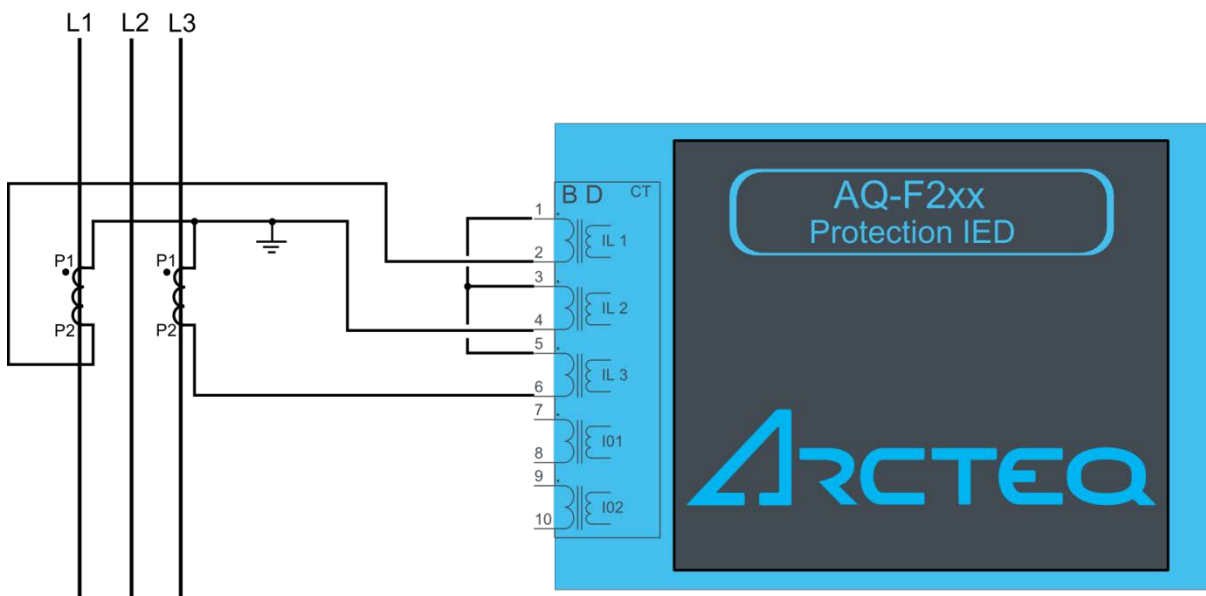 L1 L2 L3
B D CT
AQ-F2xx
Protection IED
1
IL 1
2
3
IL 2
4
5
IL 3
6
7
I01
8
9
I02
10
P1 P1
P2 P2
ARCTEQ